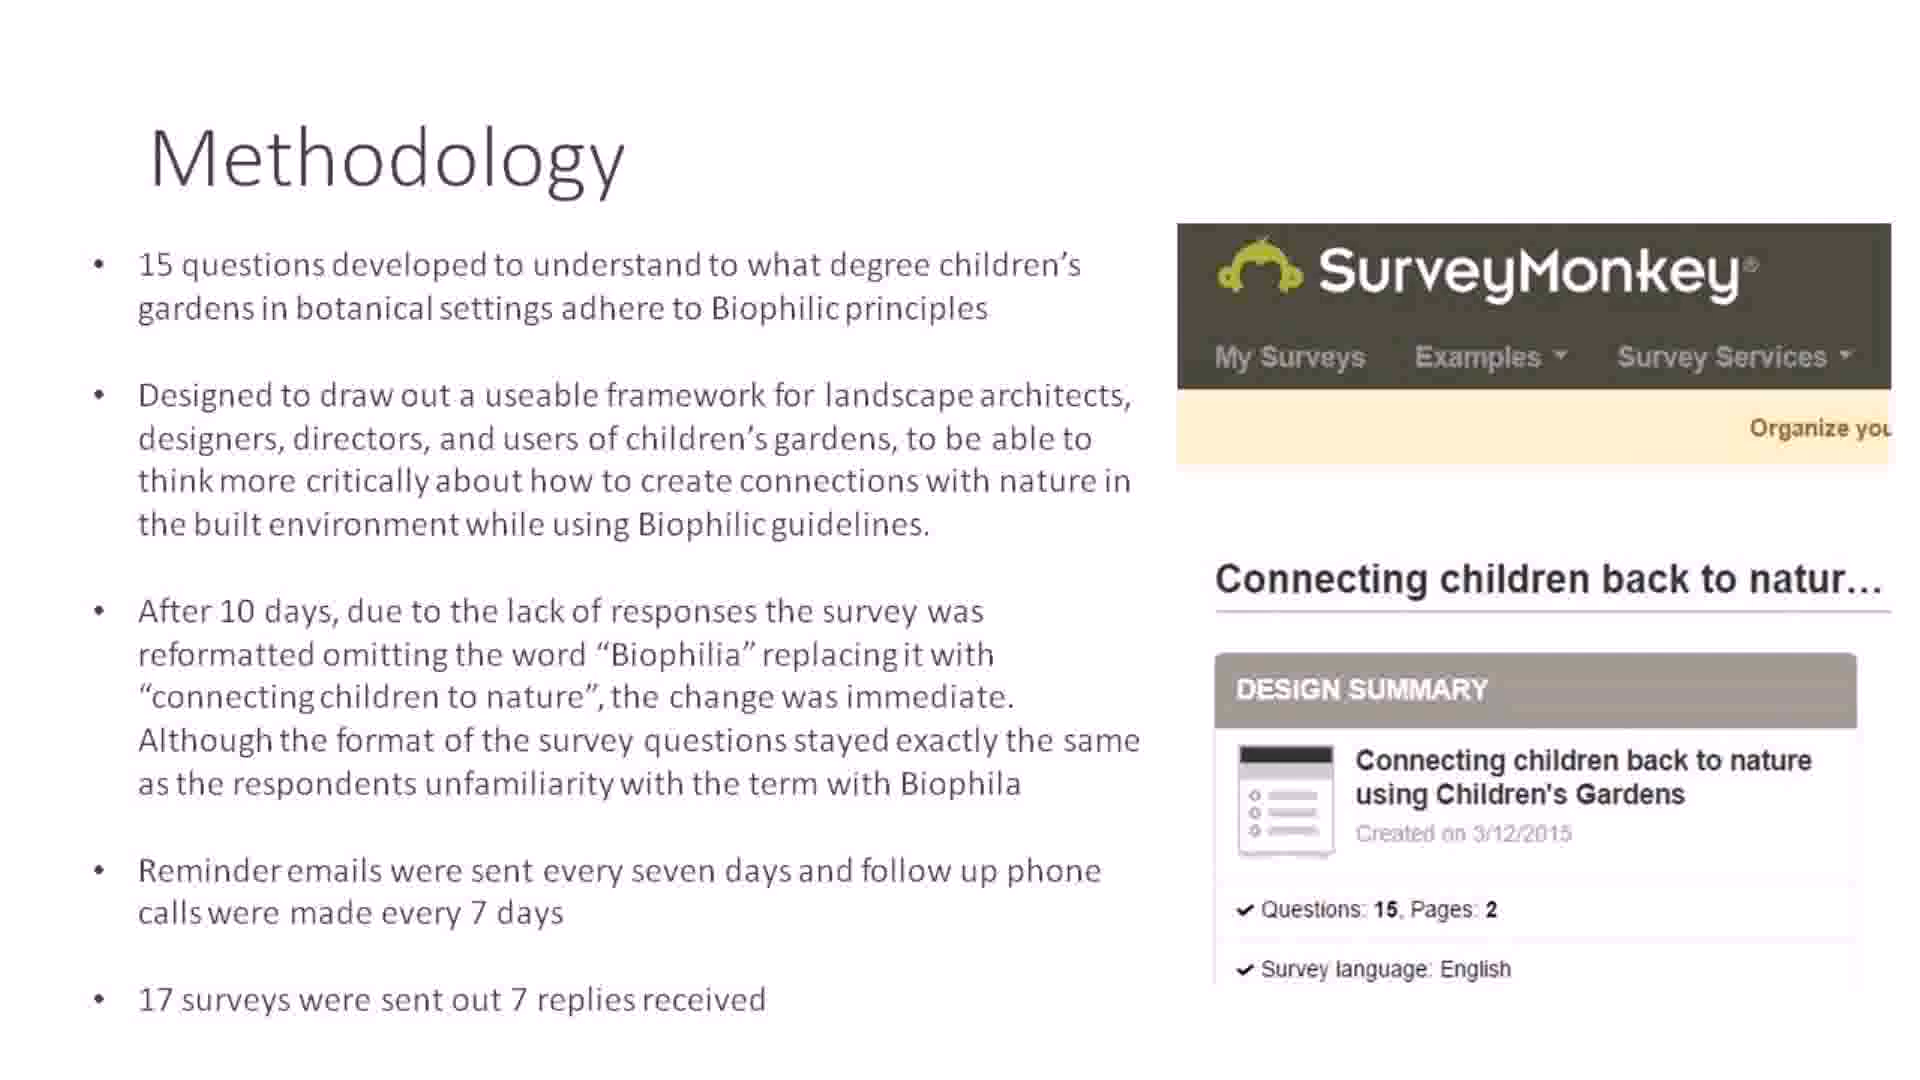 Methodology
• 15 questions developed to understand to what degree children’s
gardens in botanical settings adhere to Biophilic principles
• Designed to draw out a useable framework for landscape architects,
designers, directors, and users of children’s gardens, to be able to
think more critically about how to create connections with nature in
the built environment while using Biophilic guidelines.
• After 10 days, due to the lack of responses the survey was
reformatted omitting the word “Biophilia” replacing it with
“connecting children to nature”, the change was immediate.
Although the format of the survey questions stayed exactly the same
as the respondents unfamiliarity with the term with Biophila
• Reminder emails were sent every seven days and follow up phone
calls were made every 7 days
• 17 surveys were sent out 7 replies received
SurveyMonkey®
My Surveys Examples Survey Services
Organize you
Connecting children back to natur...
DESIGN SUMMARY
Connecting children back to nature
using Children's Gardens
Created on 3/12/2015
✔ Questions: 15, Pages: 2
✔ Survey language: English